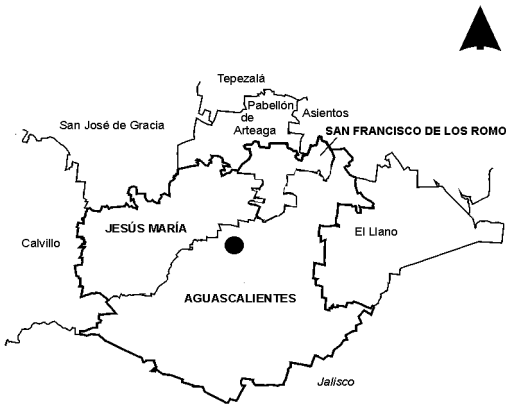 Tepezalá
Pabellón
de
Arteaga
Asientos
San José de Gracia
SAN FRANCISCO DE LOS ROMO
JESÚS MARÍA
El Llano
Calvillo
AGUASCALIENTES
Jalisco